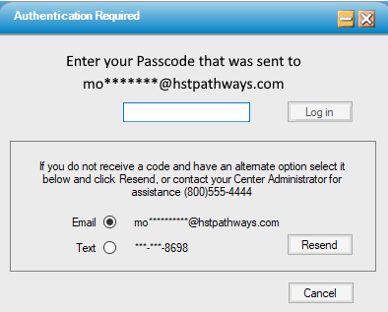 Authentication Required
Enter your Passcode that was sent to
mo*******@hstpathways.com
Log in
If you do not receive a code and have an alternate option select it
below and click Resend, or contact your Center Administrator for
assistance (800)555-4444
Email mo**********@hstpathways.com
Text ***-***-8698
Resend
Cancel